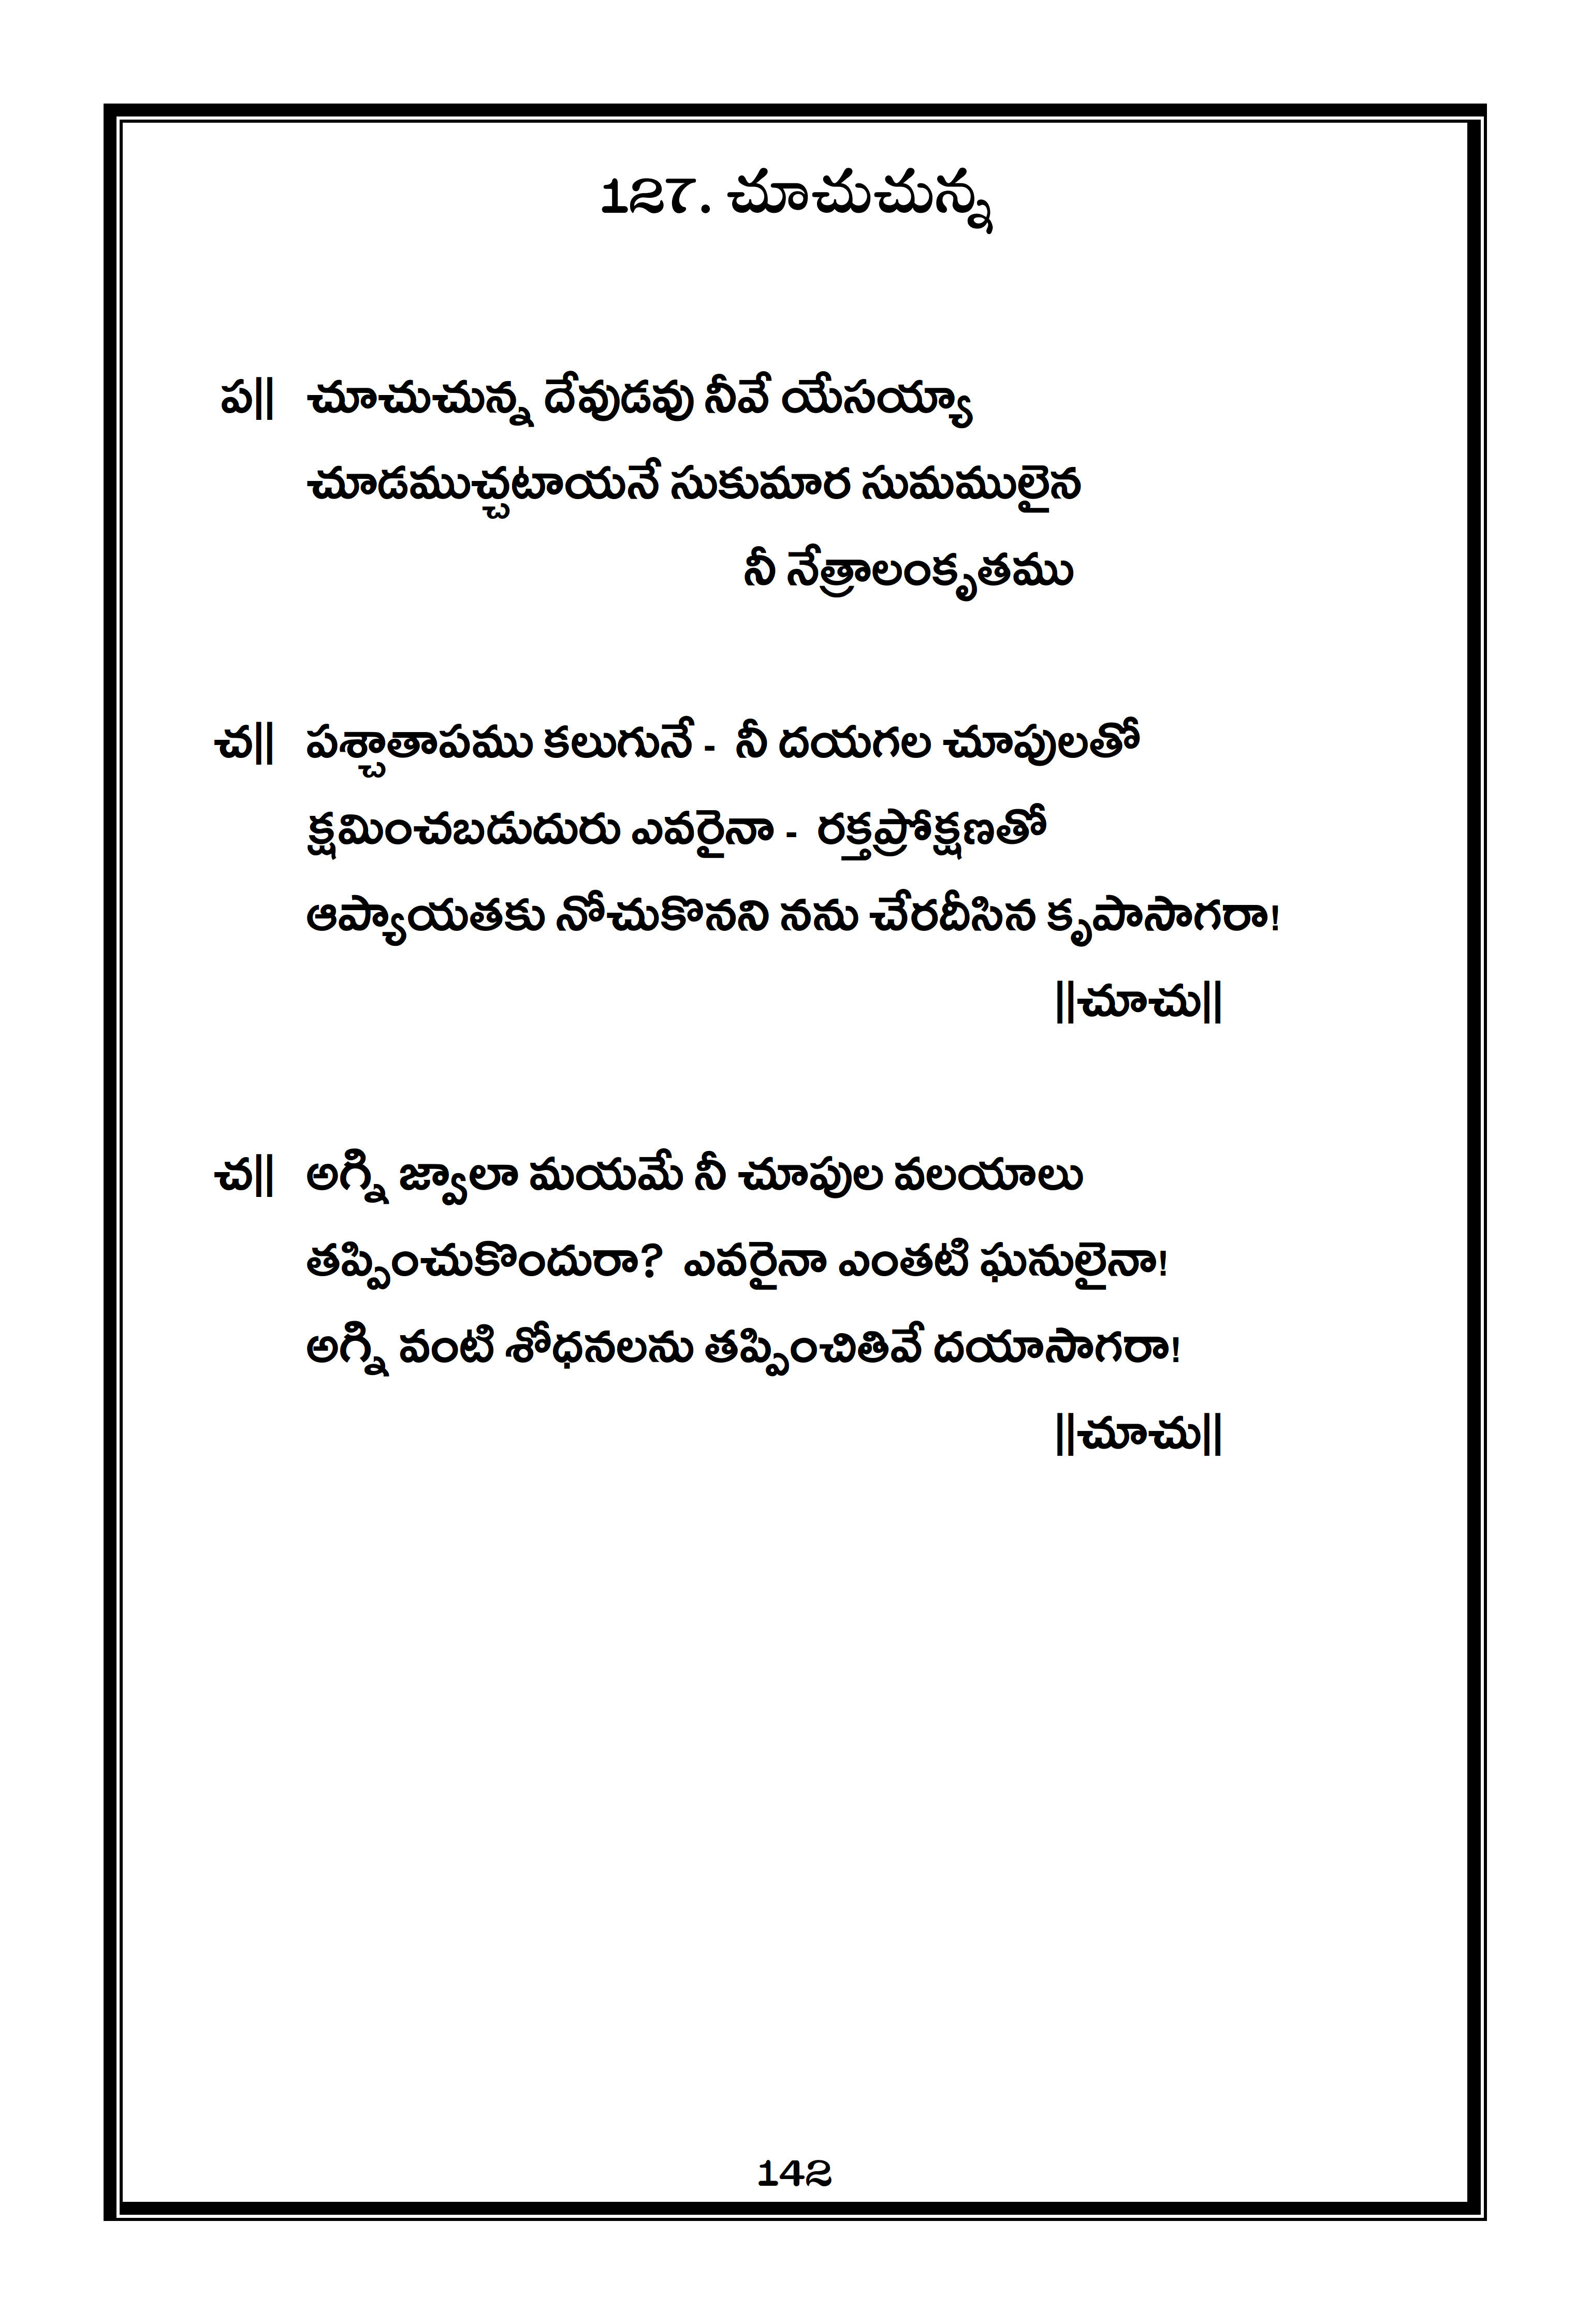 127. చూచుచున్న
ప|| చూచుచున్న దేవుడవు నీవే యేసయ్యా
చూడముచ్చటాయనే సుకుమార సుమములైన
నీ నేత్రాలంకృతము
చ|| పశ్చాతాపము కలుగునే - నీ దయగల చూపులతో
క్షమించబడుదురు ఎవరైనా - రక్తప్రోక్షణతో
ఆప్యాయతకు నోచుకొనని నను చేరదీసిన కృపాసాగరా!
||చూచు||
చ|| అగ్ని జ్వాలా మయమే నీ చూపుల వలయాలు
తప్పించుకొందురా? ఎవరైనా ఎంతటి ఘనులైనా!
అగ్ని వంటి శోధనలను తప్పించితివే దయాసాగరా!
||చూచు||
142